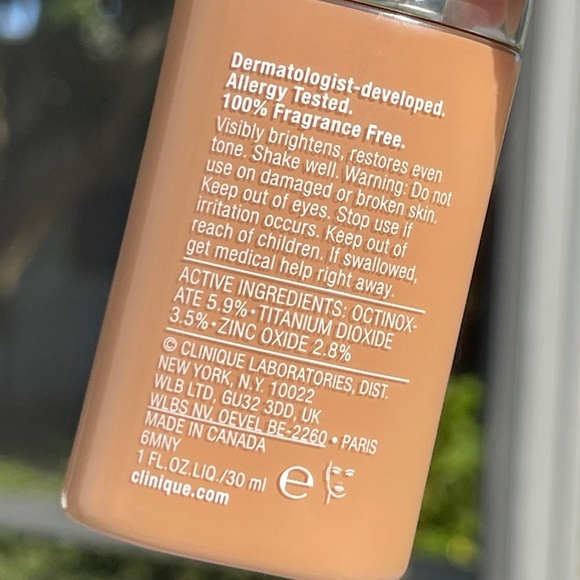 Dermatologist-developed.
Allergy Tested.
100% Fragrance Free.
Visibly brightens, restores even
tone. Shake well. Warning: Do not
use on damaged or broken skin.
Keep out of eyes. Stop use if
irritation occurs. Keep out of
reach of children. If swallowed,
get medical help right away.
ACTIVE INGREDIENTS: OCTINOX-
ATE 5.9% • TITANIUM DIOXIDE
3.5% • ZINC OXIDE 2.8%
© CLINIQUE LABORATORIES, DIST.
NEW YORK, N.Y. 10022
WLB LTD, GU32 3DD, UK
WLBS NV, OEVEL BE-2260 • PARIS
MADE IN CANADA
6MNY
1 FL.OZ.LIQ./30 ml e
clinique.com